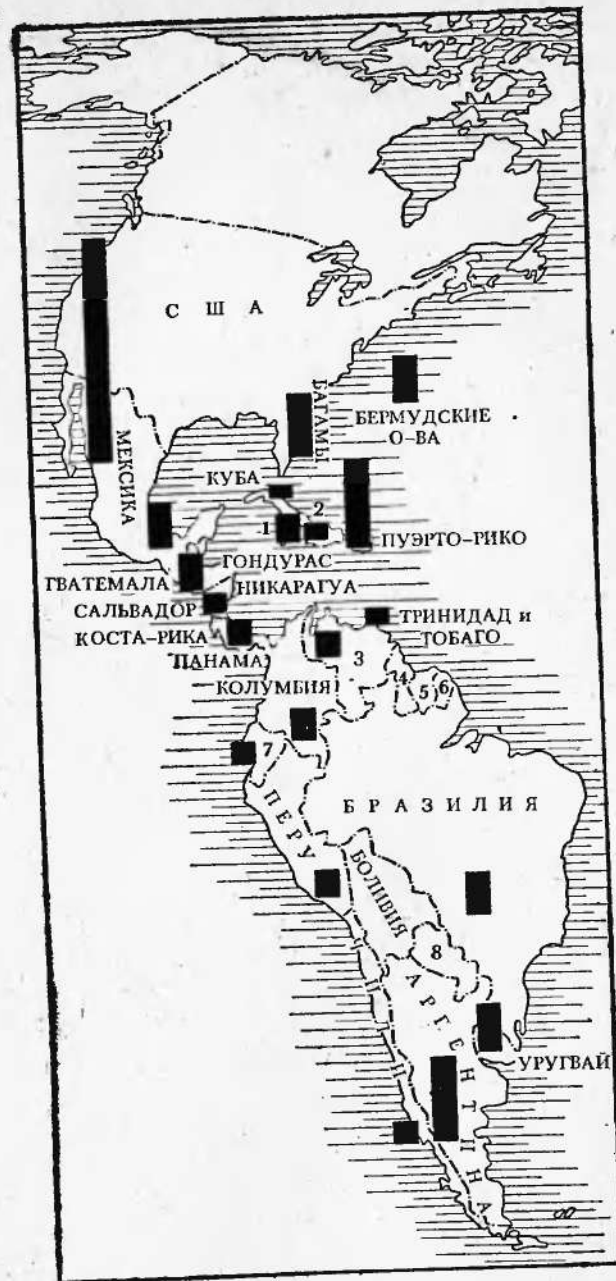 США
БАГАМЫ
БЕРМУДСКИЕ
О-ВА
МЕКСИКА
КУБА
2
1
ПУЭРТО-РИКО
ГОНДУРАС
ГВАТЕМАЛА
НИКАРАГУА
САЛЬВАДОР
ТРИНИДАД и
ТОБАГО
КОСТА-РИКА
ПАНАМА
3
КОЛУМБИЯ
4
5
6
7
ПЕРУ
БРАЗИЛИЯ
БОЛИВИЯ
8
ЧИЛИ
АРГЕНТИНА
УРУГВАЙ